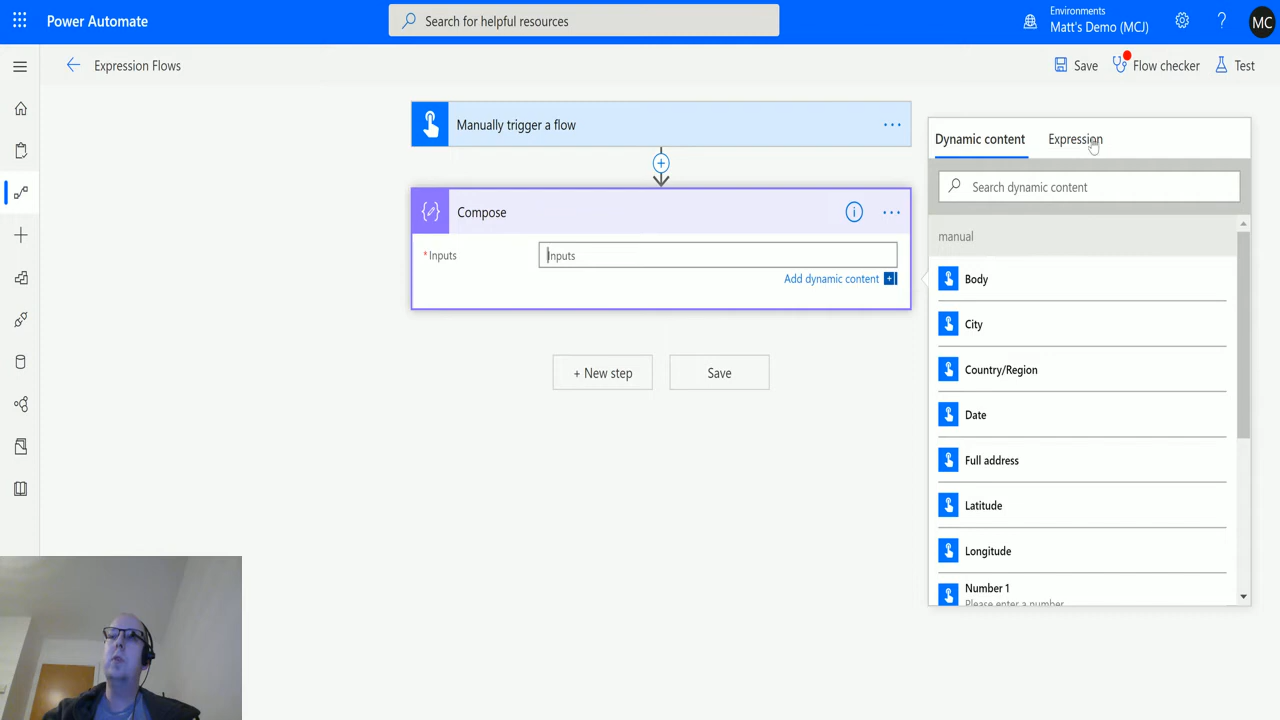 Power Automate
Search for helpful resources
Environments
Matt's Demo (MCJ)
?
MC
Expression Flows
Save
Flow checker
Test
Manually trigger a flow
...
Compose
...
* Inputs
Inputs
Add dynamic content
+ New step
Save
Dynamic content
Expression
Search dynamic content
manual
Body
City
Country/Region
Date
Full address
Latitude
Longitude
Number 1
Please enter a number